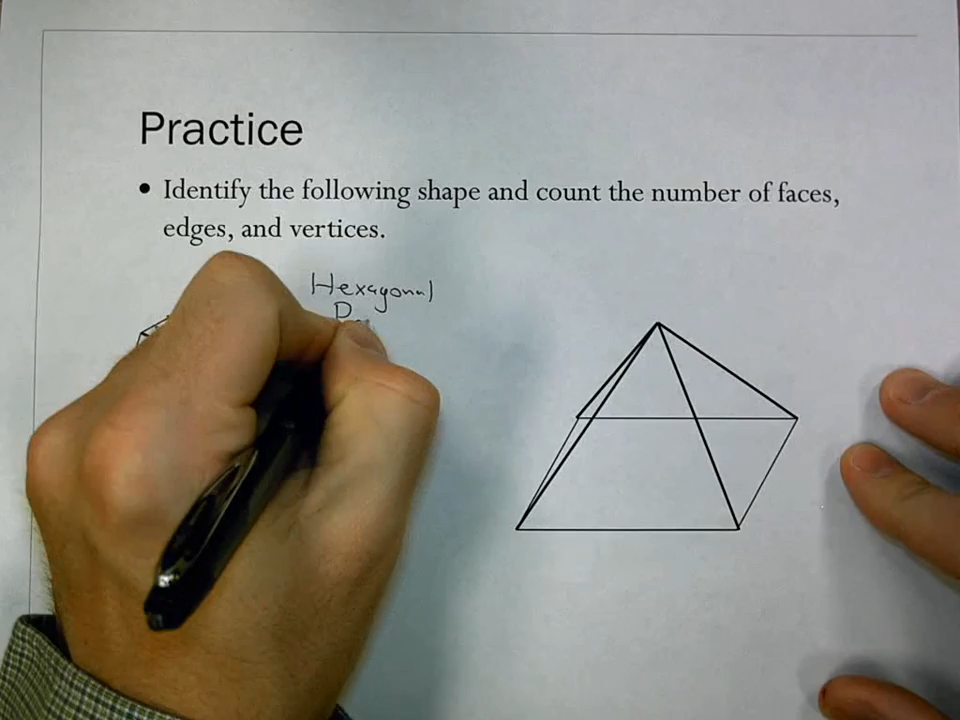 Practice
• Identify the following shape and count the number of faces,
edges, and vertices.
Hexagonal